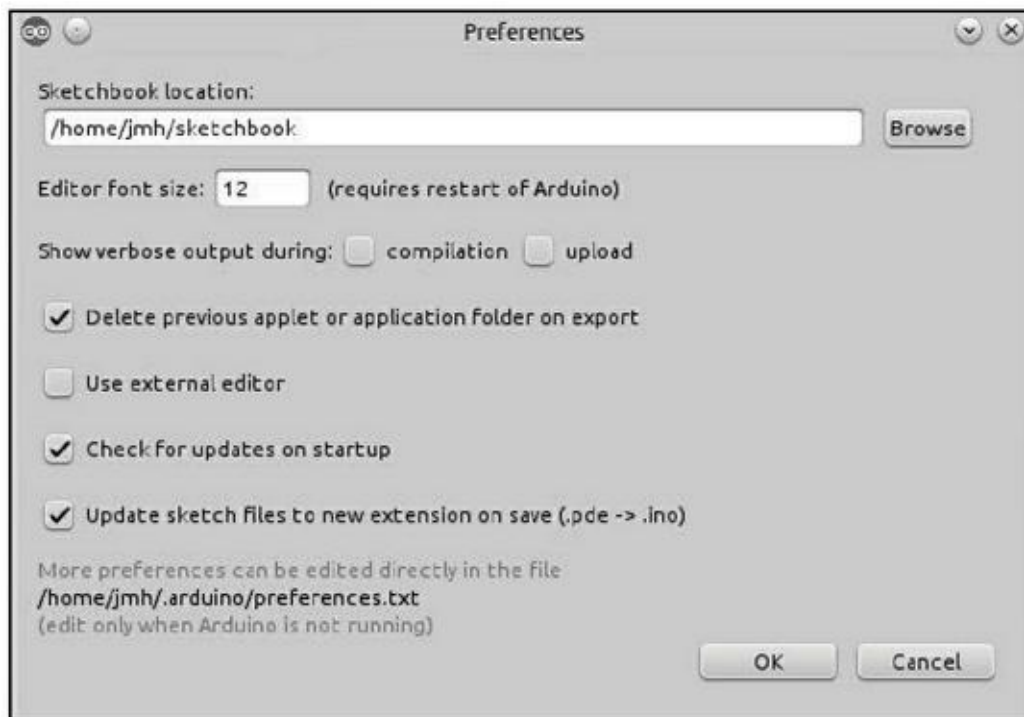 Preferences
Sketchbook location:
/home/jmh/sketchbook
Browse
Editor font size: 12 (requires restart of Arduino)
Show verbose output during: compilation upload
Delete previous applet or application folder on export
Use external editor
Check for updates on startup
Update sketch files to new extension on save (.pde -> .ino)
More preferences can be edited directly in the file
/home/jmh/.arduino/preferences.txt
(edit only when Arduino is not running)
OK Cancel